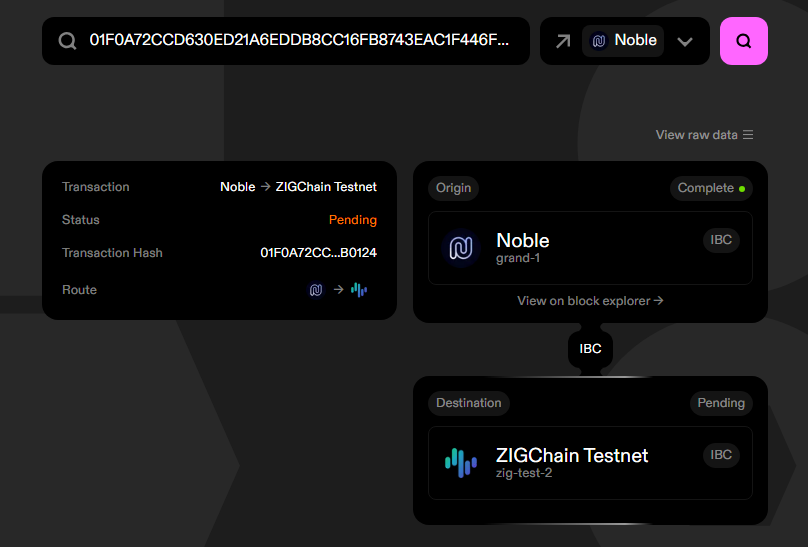 01F0A72CCD630ED21A6EDDB8CC16FB8743EAC1F446F...
Noble
View raw data
Transaction Noble → ZIGChain Testnet
Status Pending
Transaction Hash 01F0A72CC...B0124
Route →
Origin Complete
Noble IBC
grand-1
View on block explorer →
IBC
Destination Pending
ZIGChain Testnet IBC
zig-test-2